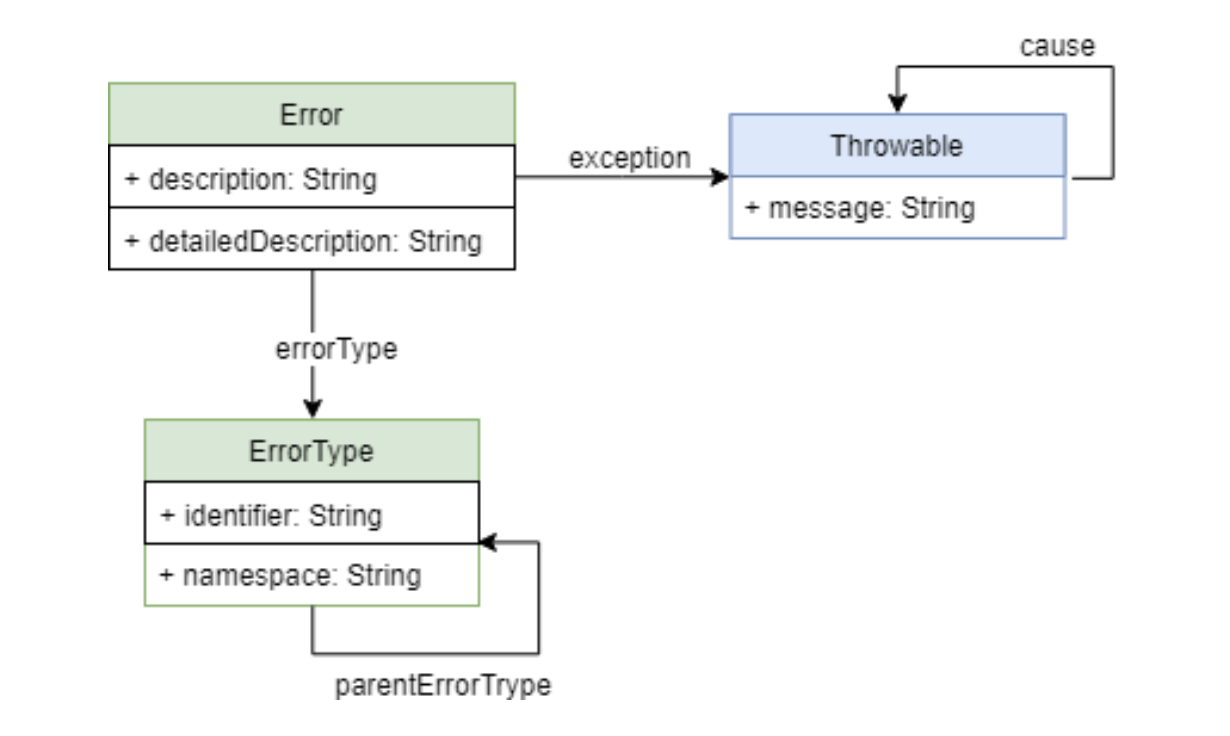 cause
Error
Throwable
+ description: String
exception
+ message: String
+ detailedDescription: String
errorType
ErrorType
+ identifier: String
+ namespace: String
parentErrorTrype